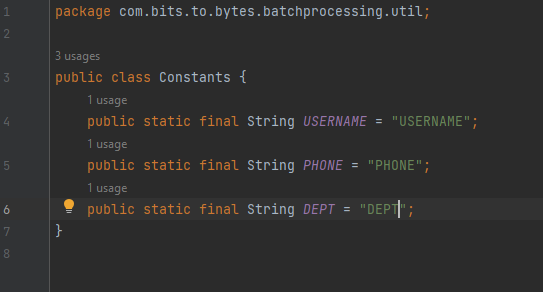 1 package com.bits.to.bytes.batchprocessing.util;
2
3 usages
3 public class Constants {
1 usage
4 public static final String USERNAME = "USERNAME";
1 usage
5 public static final String PHONE = "PHONE";
1 usage
6 public static final String DEPT = "DEPT";
7 }
8